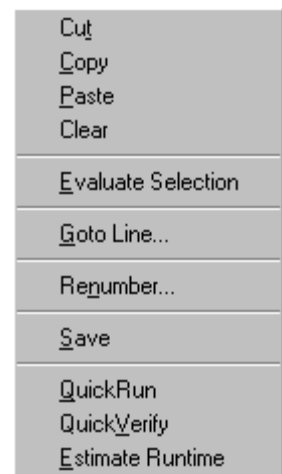 Cut
Copy
Paste
Clear
Evaluate Selection
Goto Line...
Renumber...
Save
QuickRun
QuickVerify
Estimate Runtime